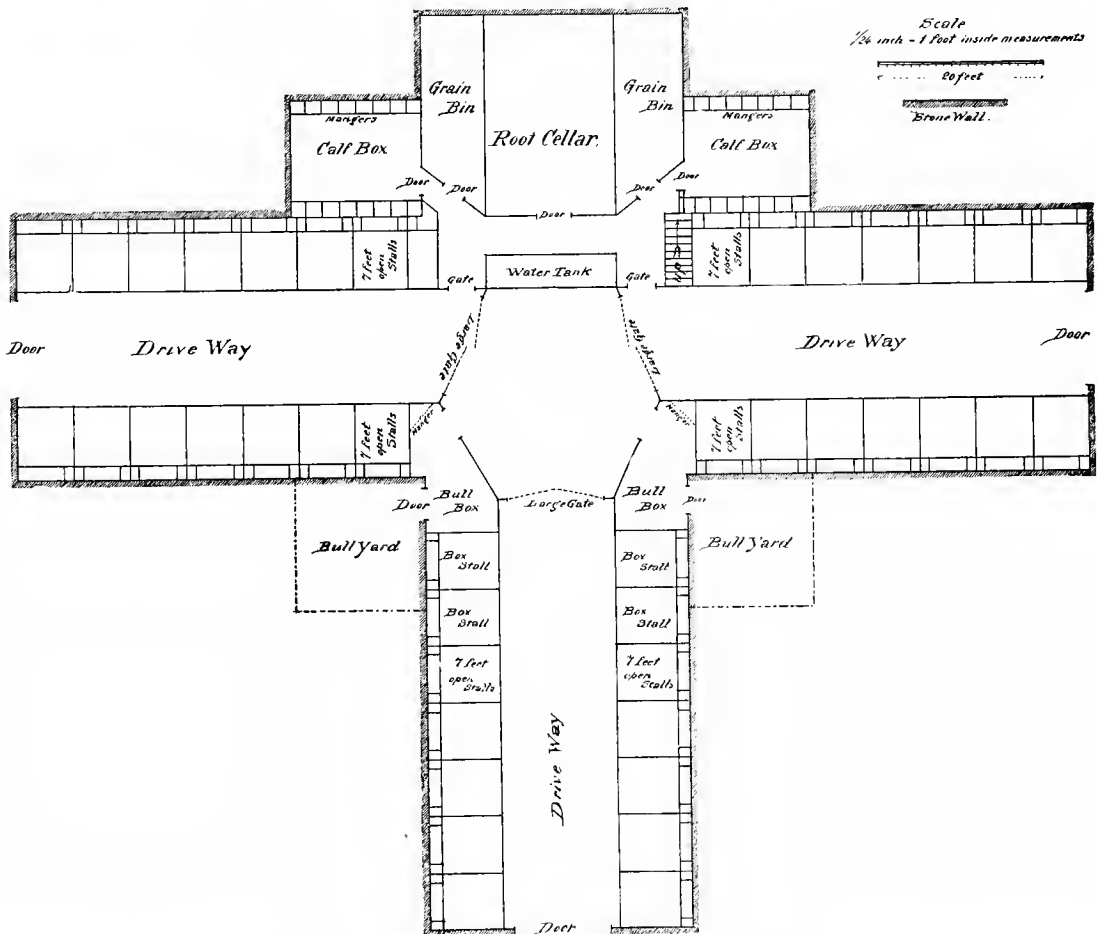 Scale
1/24 inch - 1 foot inside measurements
20 feet
Stone Wall.
Grain
Bin
Root Cellar.
Grain
Bin
Mangers
Calf Box
Mangers
Calf Box
Door
Door
Door
Door
Door
7 feet
open
Stalls
Gate
Water Tank
Gate
UP
7 feet
open
Stalls
Door
Drive Way
Large Gate
Large Gate
Drive Way
Door
7 feet
open
Stalls
Manger
Manger
7 feet
open
Stalls
Door
Bull
Box
Large Gate
Bull
Box
Door
Bull Yard
Bull Yard
Box
Stall
Box
Stall
Box
Stall
Box
Stall
7 feet
open
Stalls
7 feet
open
Stalls
Drive Way
Door